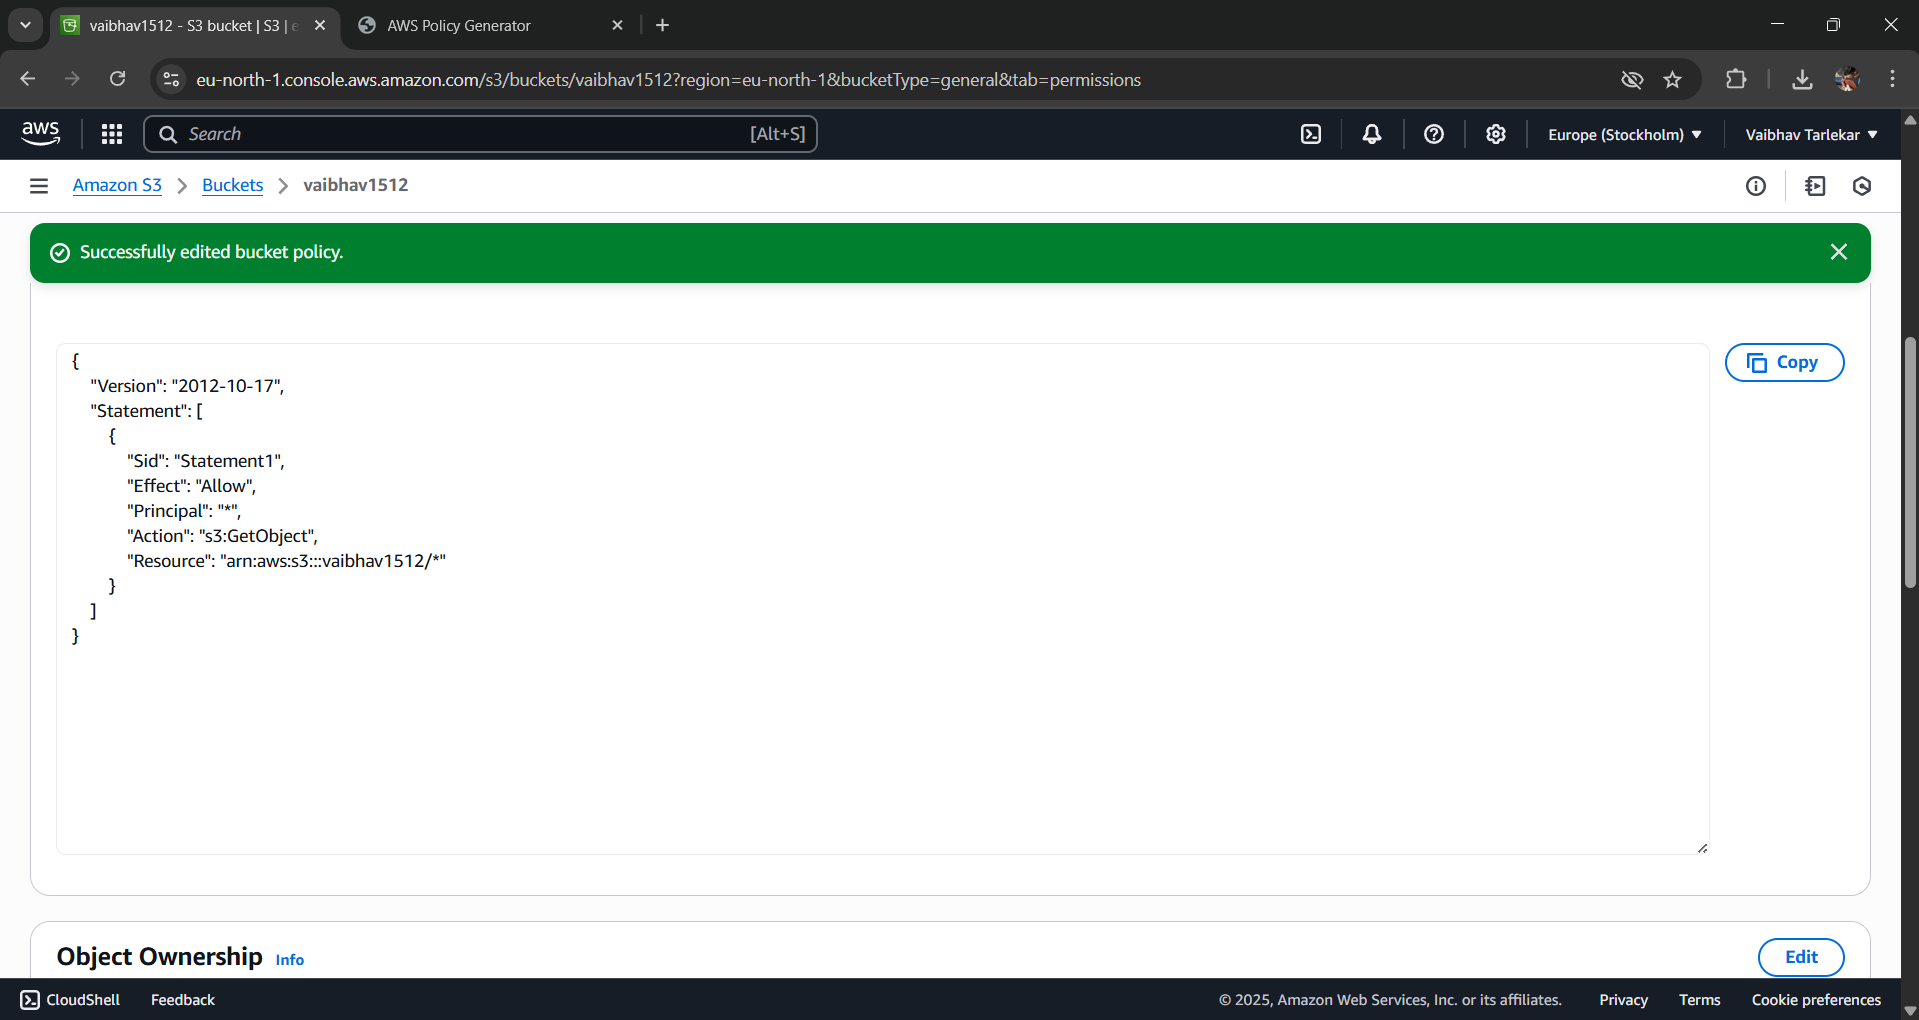 vaibhav1512 - S3 bucket | S3 |
AWS Policy Generator
eu-north-1.console.aws.amazon.com/s3/buckets/vaibhav1512?region=eu-north-1&bucketType=general&tab=permissions
aws
Search
[Alt+S]
Europe (Stockholm)
Vaibhav Tarlekar
Amazon S3
Buckets
vaibhav1512
Successfully edited bucket policy.
{
"Version": "2012-10-17",
"Statement": [
{
"Sid": "Statement1",
"Effect": "Allow",
"Principal": "*",
"Action": "s3:GetObject",
"Resource": "arn:aws:s3:::vaibhav1512/*"
}
]
}
Copy
Object Ownership Info
Edit
CloudShell
Feedback
© 2025, Amazon Web Services, Inc. or its affiliates.
Privacy
Terms
Cookie preferences